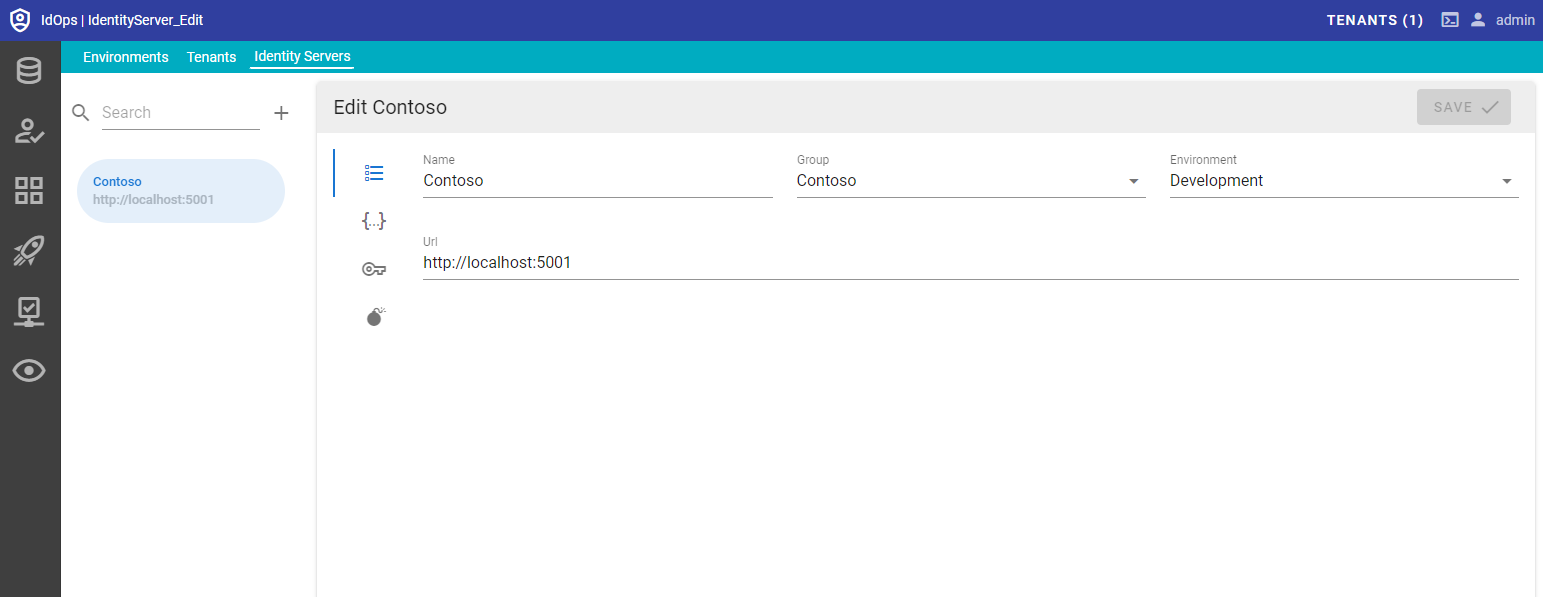 IdOps | IdentityServer_Edit
TENANTS (1)
admin
Environments
Tenants
Identity Servers
Search
Contoso
http://localhost:5001
Edit Contoso
SAVE
{...}
Name
Contoso
Group
Contoso
Environment
Development
Url
http://localhost:5001